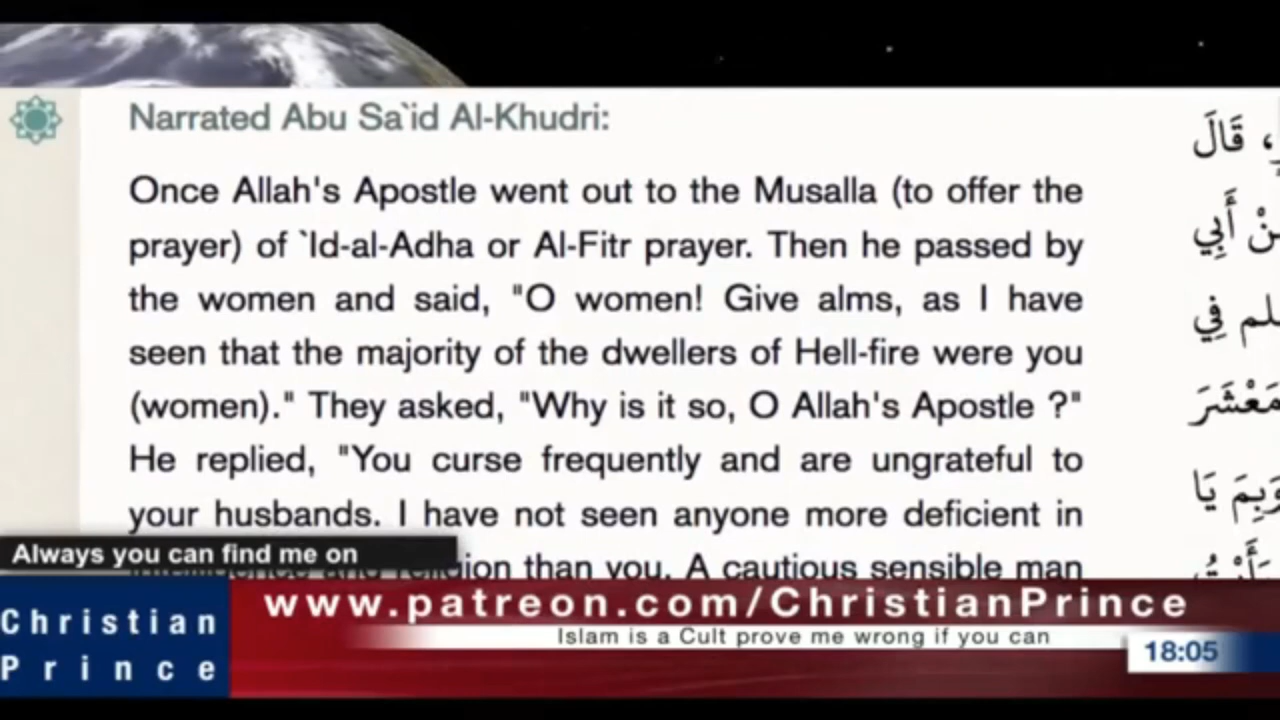 Narrated Abu Sa`id Al-Khudri:
Once Allah's Apostle went out to the Musalla (to offer the
prayer) of `Id-al-Adha or Al-Fitr prayer. Then he passed by
the women and said, "O women! Give alms, as I have
seen that the majority of the dwellers of Hell-fire were you
(women)." They asked, "Why is it so, O Allah's Apostle ?"
He replied, "You curse frequently and are ungrateful to
your husbands. I have not seen anyone more deficient in
intelligence and religion than you. A cautious sensible man
، قَالَ
نْ أَبِي
لم فِي
مَعْشَرَ
وَبِمَ يَا
Always you can find me on
Christian
Prince
www.patreon.com/ChristianPrince
Islam is a Cult prove me wrong if you can
18:05